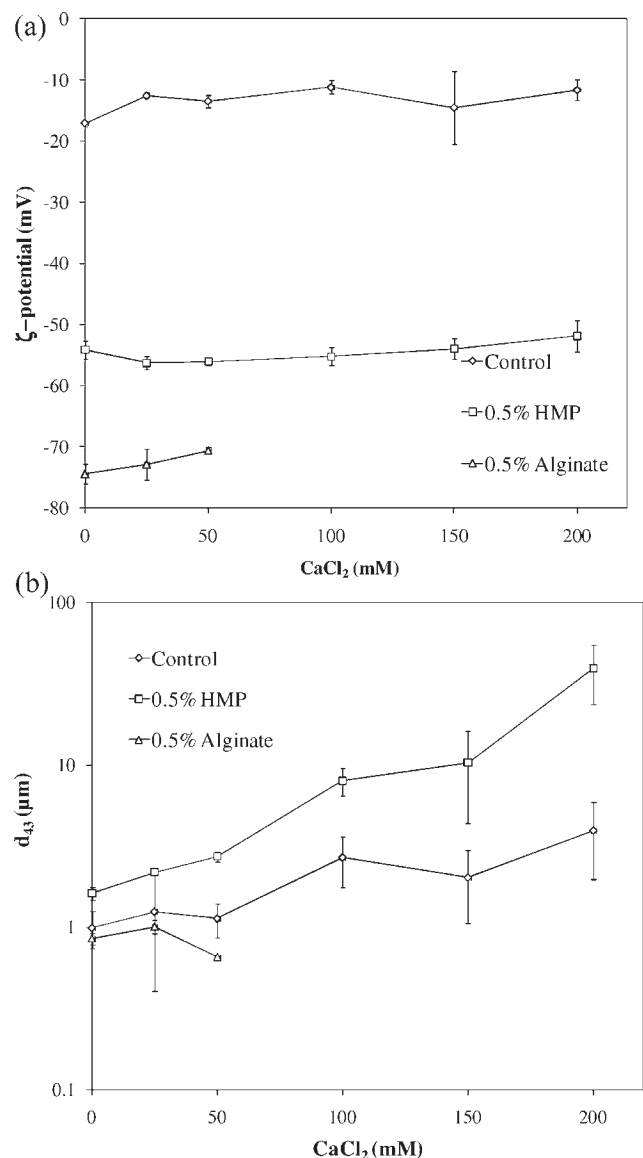 (a)
0
-10
-20
-30
-40
-50
-60
-70
-80
ζ-potential (mV)
Control
0.5% HMP
0.5% Alginate
0 50 100 150 200
CaCl₂ (mM)
(b)
100
10
1
0.1
d₄₃ (μm)
Control
0.5% HMP
0.5% Alginate
0 50 100 150 200
CaCl₂ (mM)